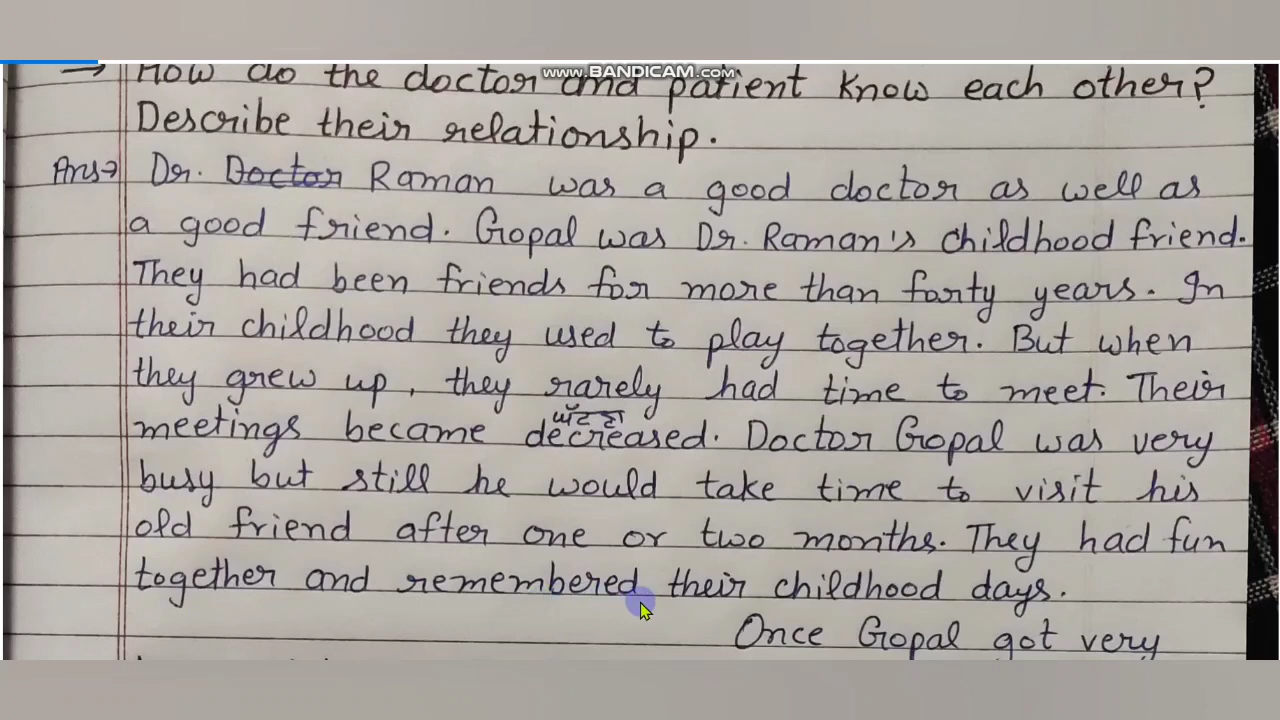 www.BANDICAM.com
→ How do the doctor and patient know each other?
Describe their relationship.
Ans→ Dr. Doctor Raman was a good doctor as well as
a good friend. Gopal was Dr. Raman's childhood friend.
They had been friends for more than forty years. In
their childhood they used to play together. But when
they grew up, they rarely had time to meet. Their
meetings became decreased. Doctor Gopal was very
busy but still he would take time to visit his
old friend after one or two months. They had fun
together and remembered their childhood days.
Once Gopal got very